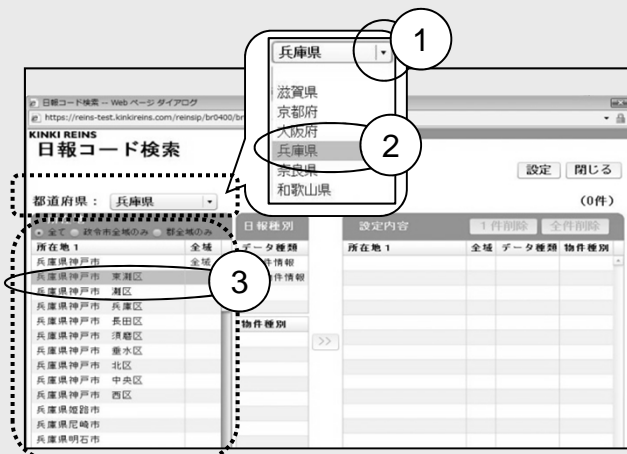 兵庫県
1
滋賀県
京都府
大阪府
兵庫県
奈良県
和歌山県
2
日報コード検索 -- Web ページ ダイアログ
https://reins-test.kinkireins.com/reinsip/br0400/br
KINKI REINS
日報コード検索
設定 閉じる
都道府県： 兵庫県
(0件)
全て 政令市全域のみ 郡全域のみ
日報種別
設定内容 1件削除 全件削除
所在地1 全域
データ種類
所在地1 全域 データ種類 物件種別
兵庫県神戸市 全域
件情報
兵庫県神戸市 東灘区
物件情報
3
兵庫県神戸市 灘区
兵庫県神戸市 兵庫区
兵庫県神戸市 長田区
物件種別
兵庫県神戸市 須磨区
>>
兵庫県神戸市 垂水区
兵庫県神戸市 北区
兵庫県神戸市 中央区
兵庫県神戸市 西区
兵庫県姫路市
兵庫県尼崎市
兵庫県明石市